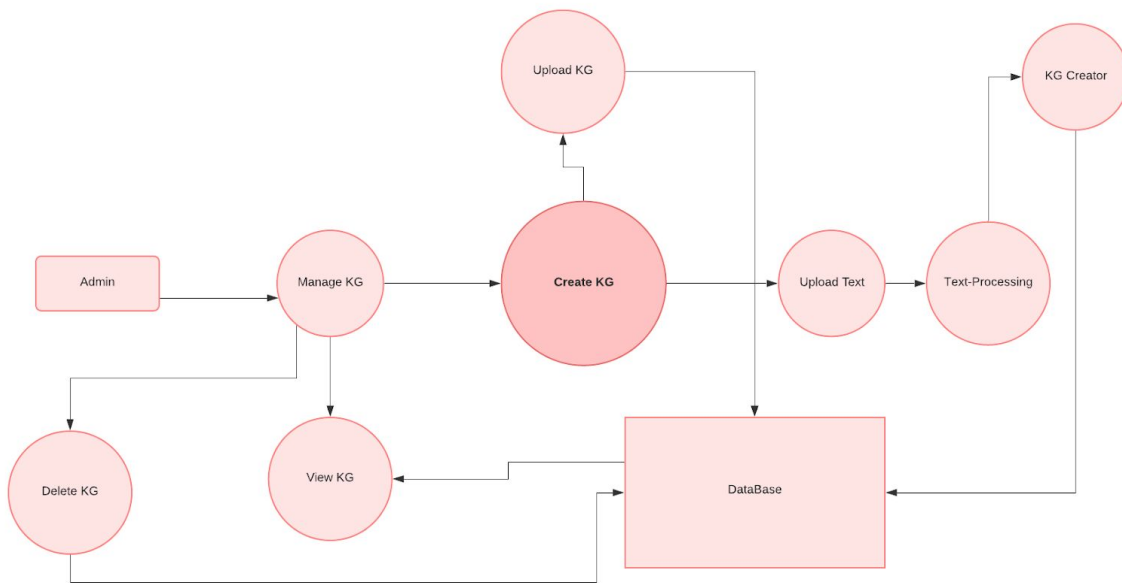 Upload KG
KG Creator
Admin
Manage KG
Create KG
Upload Text
Text-Processing
Delete KG
View KG
DataBase